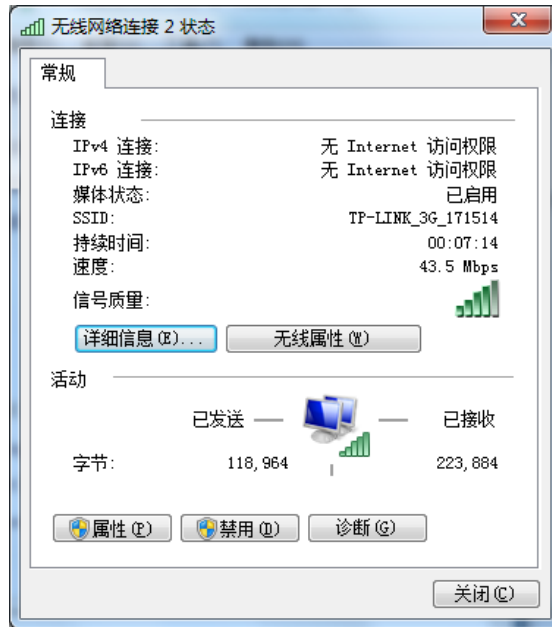 无线网络连接 2 状态
常规
连接
IPv4 连接: 无 Internet 访问权限
IPv6 连接: 无 Internet 访问权限
媒体状态: 已启用
SSID: TP-LINK_3G_171514
持续时间: 00:07:14
速度: 43.5 Mbps
信号质量:
详细信息(E)... 无线属性(W)
活动
已发送 — — 已接收
字节: 118,964 223,884
属性(P) 禁用(D) 诊断(G)
关闭(C)